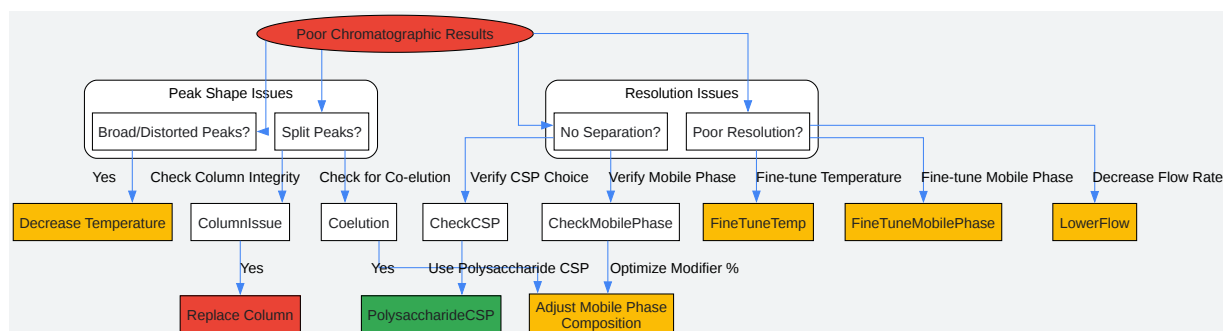 Poor Chromatographic Results
Peak Shape Issues
Resolution Issues
Broad/Distorted Peaks?
Split Peaks?
No Separation?
Poor Resolution?
Yes
Check Column Integrity
Check for Co-elution
Verify CSP Choice
Verify Mobile Phase
Fine-tune Temperature
Fine-tune Mobile Phase
Decrease Flow Rate
Decrease Temperature
ColumnIssue
Coelution
CheckCSP
CheckMobilePhase
FineTuneTemp
FineTuneMobilePhase
LowerFlow
Yes
Yes
Use Polysaccharide CSP
Optimize Modifier %
Replace Column
PolysaccharideCSP
Adjust Mobile Phase
Composition